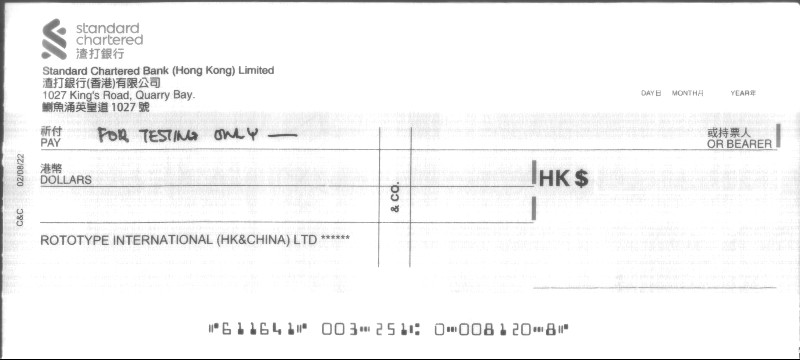 standard
chartered
渣打銀行
Standard Chartered Bank (Hong Kong) Limited
渣打銀行(香港)有限公司
1027 King's Road, Quarry Bay.
鰂魚涌英皇道 1027 號
DAY日 MONTH月 YEAR年
祈付 或持票人
PAY FOR TESTING ONLY — OR BEARER
港幣
DOLLARS HK $
& CO.
C&C 02/08/22
ROTOTYPE INTERNATIONAL (HK&CHINA) LTD ******
⑈611641⑈ 003⑉251⑆ 0⑉008120⑉8⑈